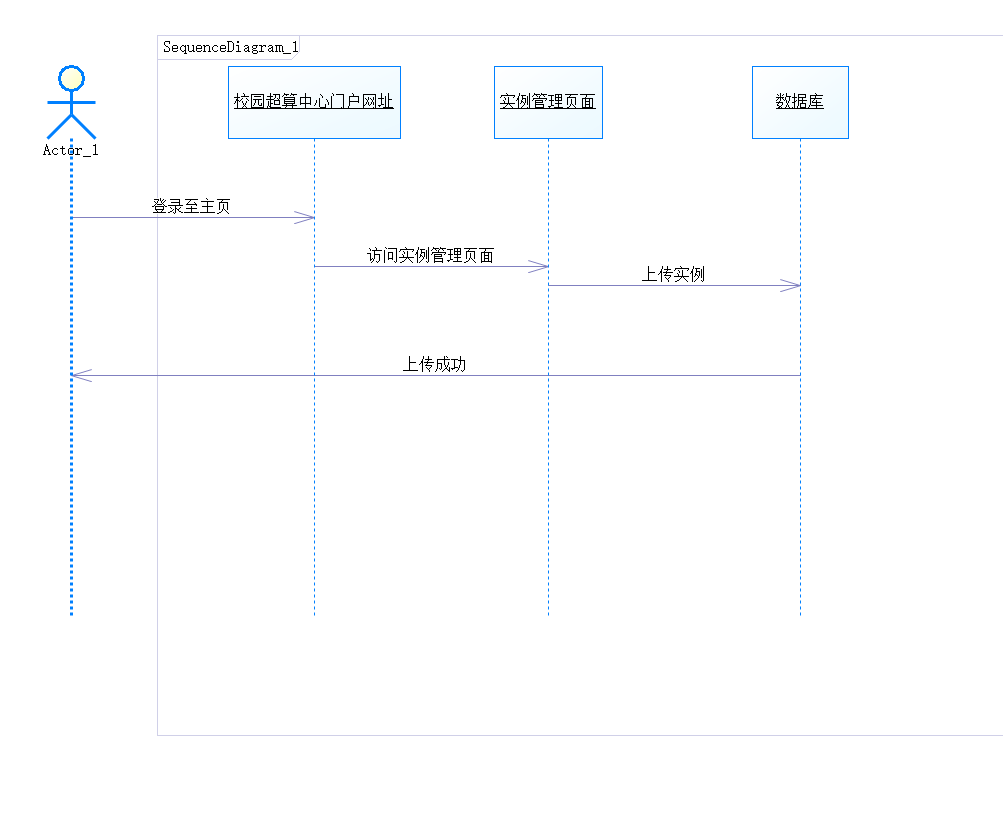 SequenceDiagram_1
校园超算中心门户网址
实例管理页面
数据库
Actor_1
登录至主页
访问实例管理页面
上传实例
上传成功